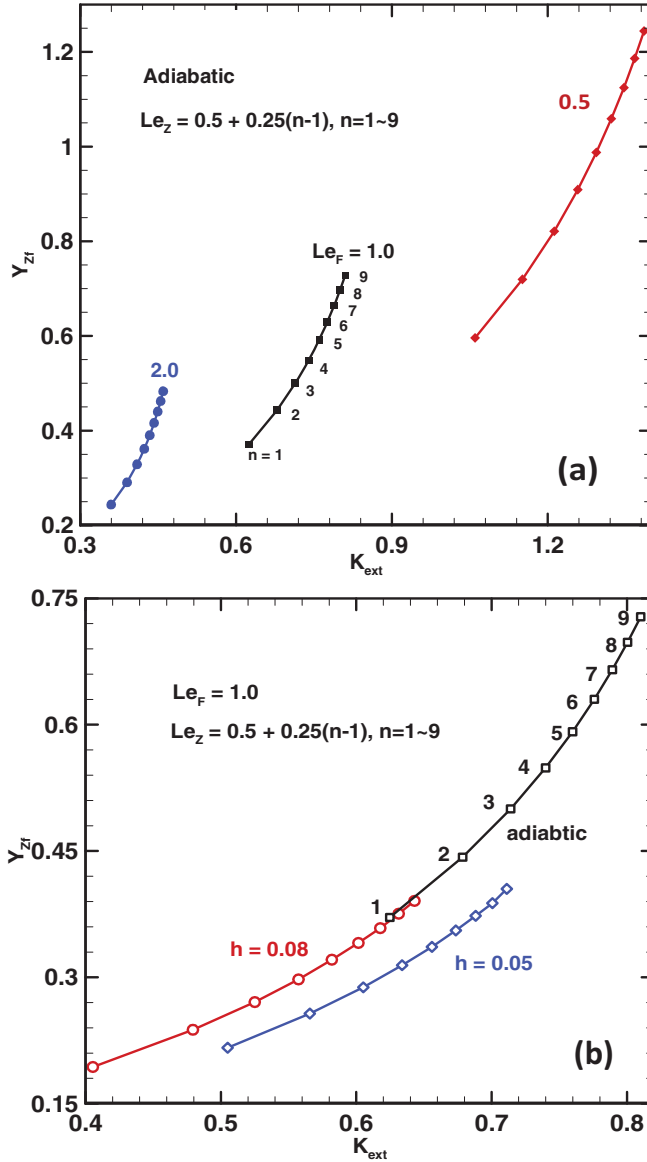 1.2
1
0.8
0.6
0.4
0.2
Y_Zf
Adiabatic
Le_Z = 0.5 + 0.25(n-1), n=1~9
0.5
Le_F = 1.0
9
8
7
6
5
4
3
2
n = 1
2.0
(a)
0.3 0.6 0.9 1.2
K_ext
0.75
0.6
0.45
0.3
0.15
Y_Zf
Le_F = 1.0
Le_Z = 0.5 + 0.25(n-1), n=1~9
9
8
7
6
5
4
3
2
1
adiabtic
h = 0.08
h = 0.05
(b)
0.4 0.5 0.6 0.7 0.8
K_ext